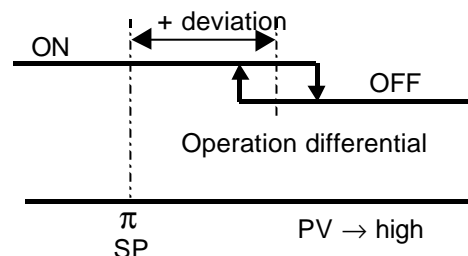 + deviation
ON
OFF
Operation differential
π
SP
PV → high